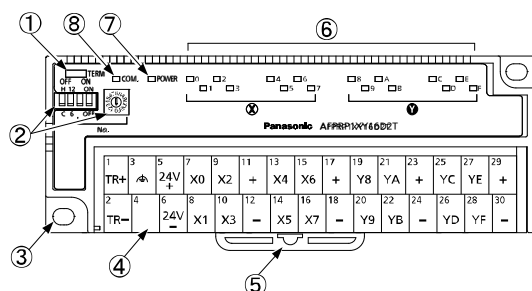 ① ⑧ ⑦ ⑥
TERM. COM. POWER 0 2 4 6 8 A C E
OFF ON 1 3 5 7 9 B D F
H 12 ON
② C 6 . OFF X Y
No. Panasonic
1 3 5 7 9 11 13 15 17 19 21 23 25 27 29
TR+ 24V+ X0 X2 + X4 X6 + Y8 YA + YC YE +
2 4 6 8 10 12 14 16 18 20 22 24 26 28 30
TR− 24V− X1 X3 − X5 X7 − Y9 YB − YD YF −
③ ④ ⑤